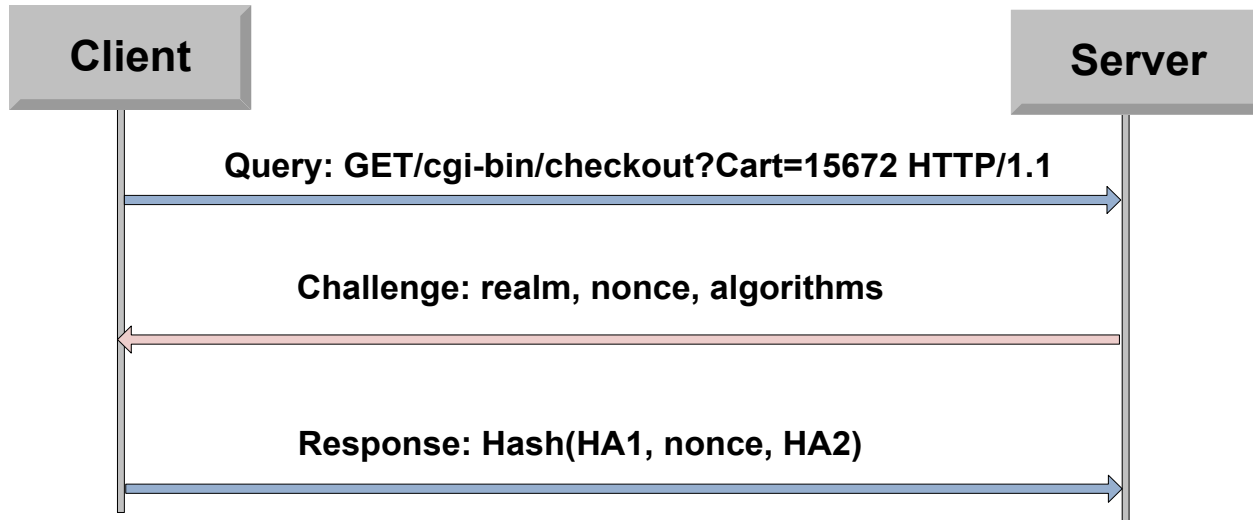 Client
Server
Query: GET/cgi-bin/checkout?Cart=15672 HTTP/1.1
Challenge: realm, nonce, algorithms
Response: Hash(HA1, nonce, HA2)